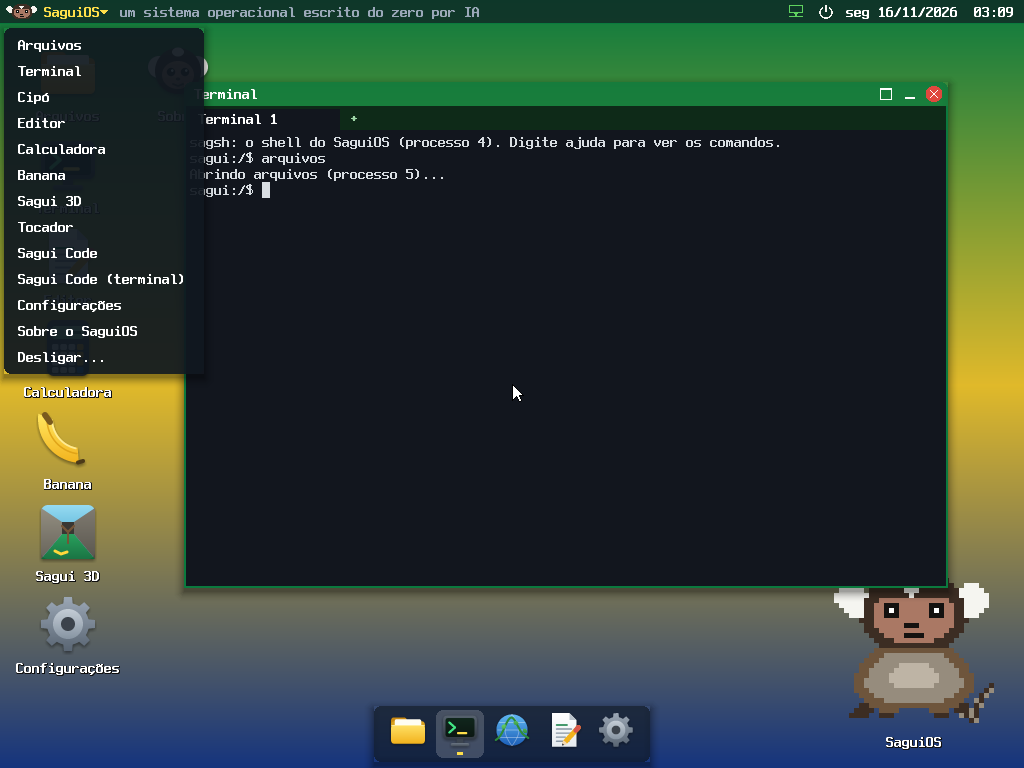 SaguiOS
um sistema operacional escrito do zero por IA
seg 16/11/2026 03:09
Arquivos
Terminal
Cipó
Editor
Calculadora
Banana
Sagui 3D
Tocador
Sagui Code
Sagui Code (terminal)
Configurações
Sobre o SaguiOS
Desligar...
Terminal
Terminal 1
+
sagsh: o shell do SaguiOS (processo 4). Digite ajuda para ver os comandos.
sagui:/$ arquivos
Abrindo arquivos (processo 5)...
sagui:/$
Calculadora
Banana
Sagui 3D
Configurações
SaguiOS